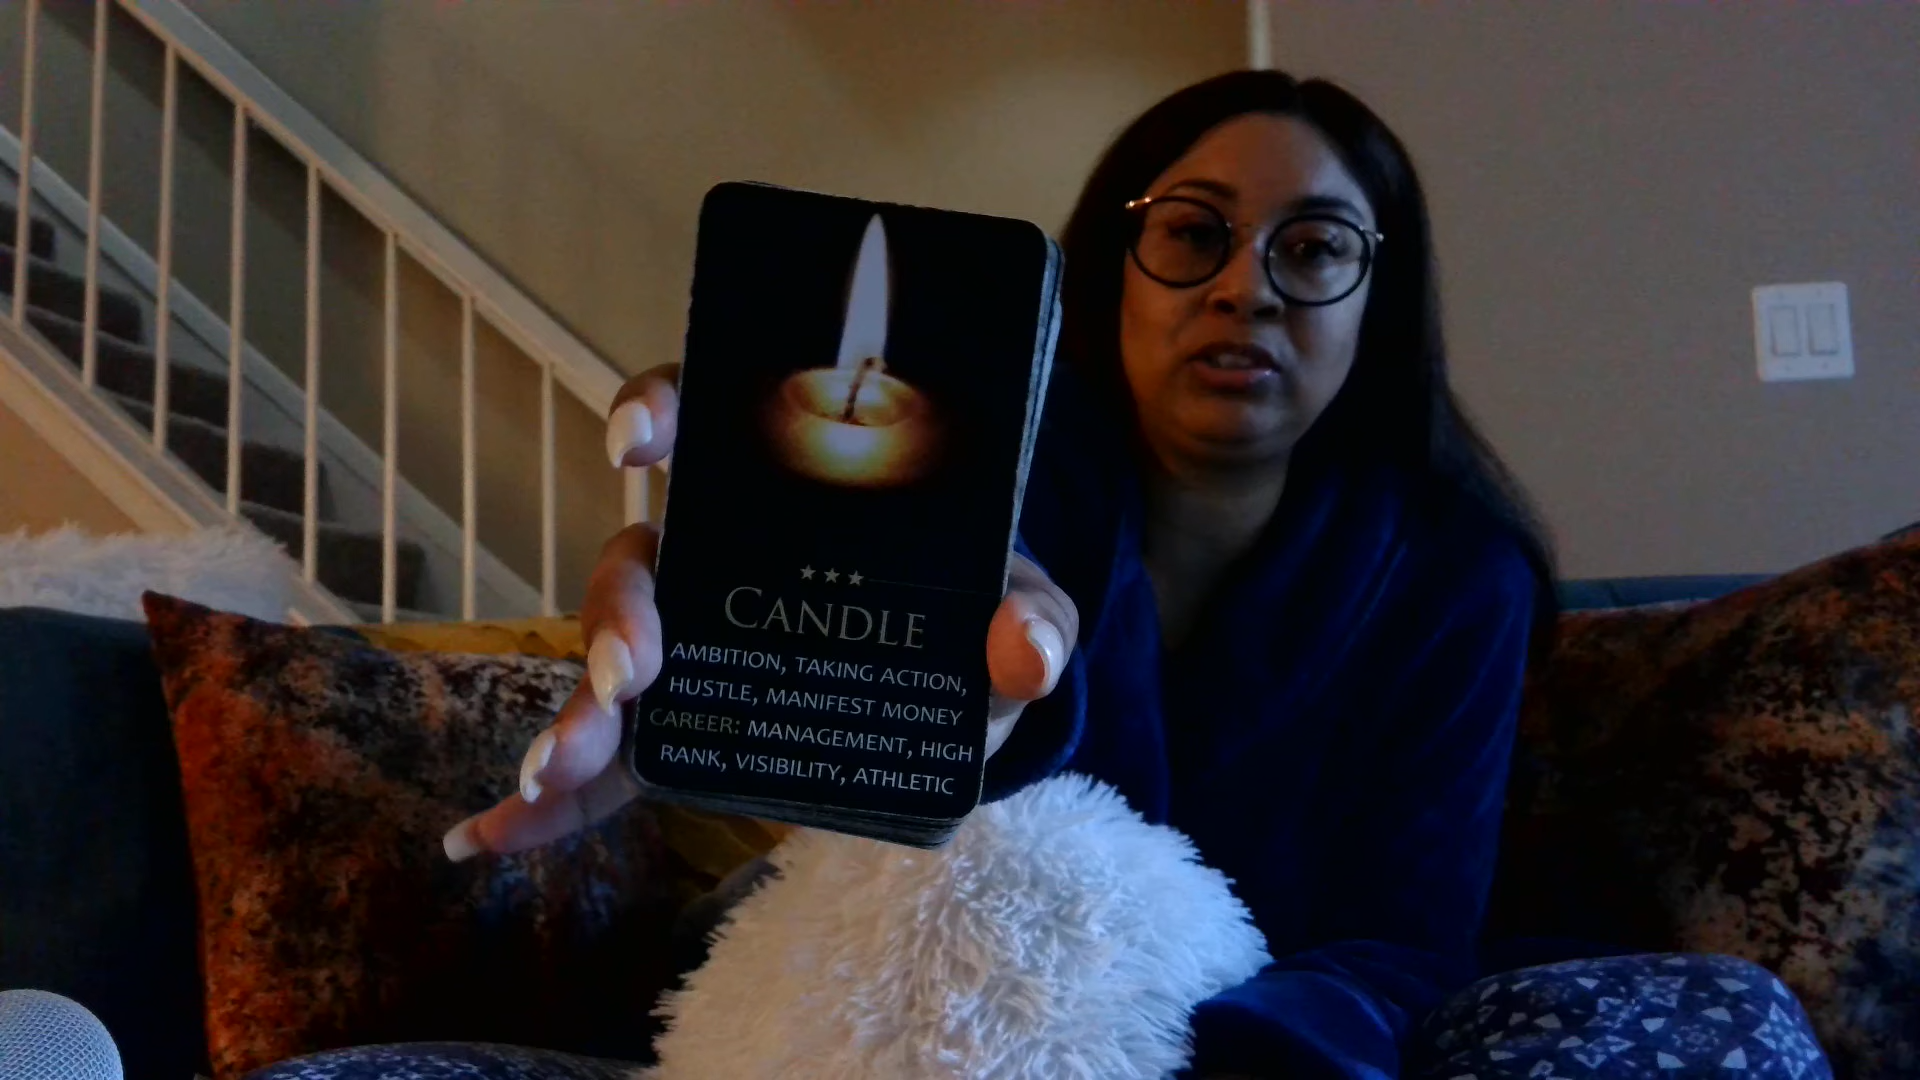 CANDLE
AMBITION, TAKING ACTION,
HUSTLE, MANIFEST MONEY
CAREER: MANAGEMENT, HIGH
RANK, VISIBILITY, ATHLETIC